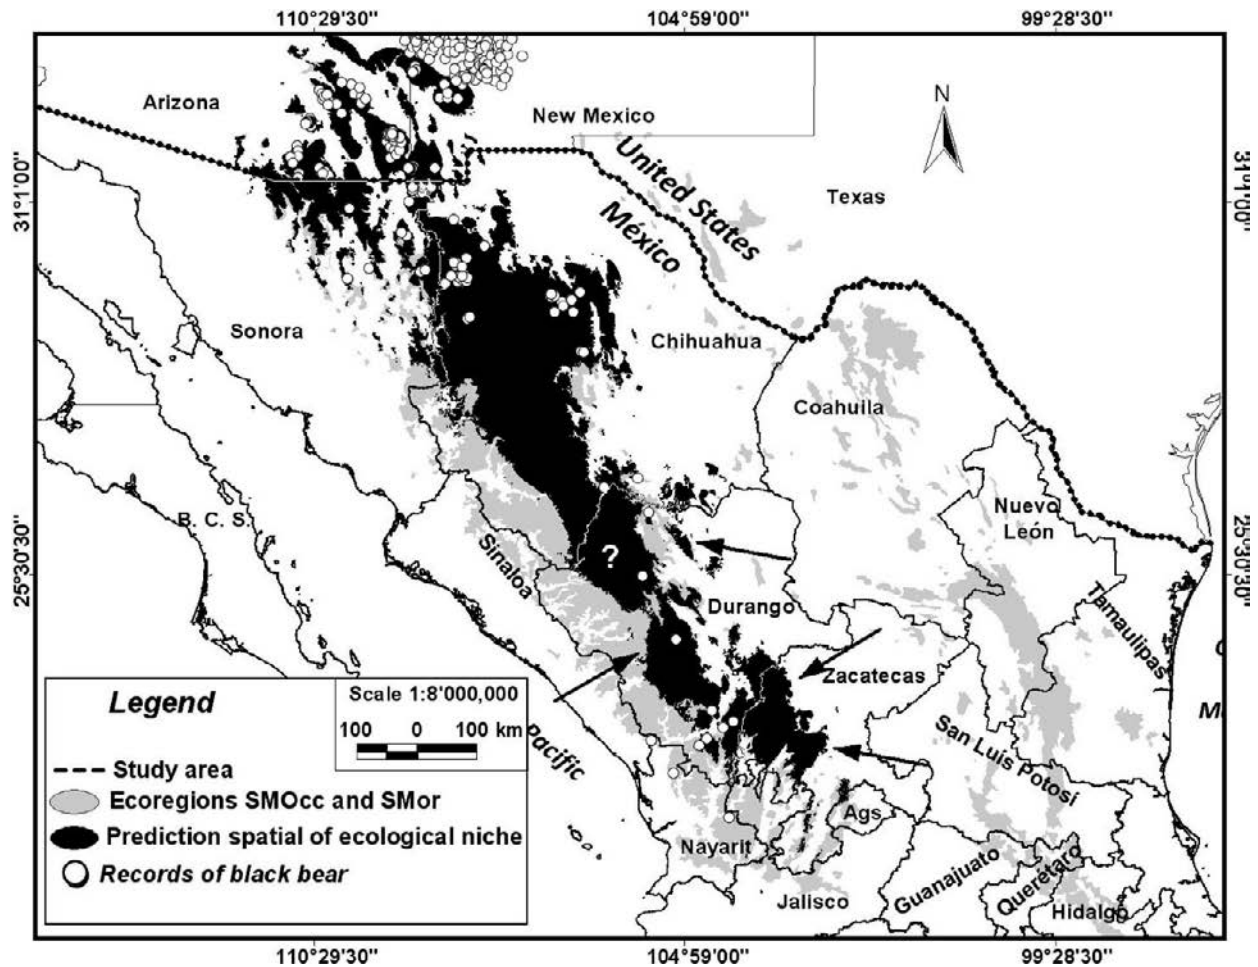 110°29'30"
104°59'00"
99°28'30"
N
Arizona
New Mexico
United States
México
Texas
31°1'00"
31°1'00"
Sonora
Chihuahua
Coahuila
Nuevo
León
B. C. S.
25°30'30"
25°30'30"
Sinaloa
?
Durango
Tamaulipas
Zacatecas
San Luís Potosí
Pacific
Ags
Nayarit
Jalisco
Guanajuato
Querétaro
Hidalgo
Legend
Scale 1:8'000,000
100 0 100 km
Study area
Ecoregions SMOcc and SMor
Prediction spatial of ecological niche
Records of black bear
110°29'30"
104°59'00"
99°28'30"